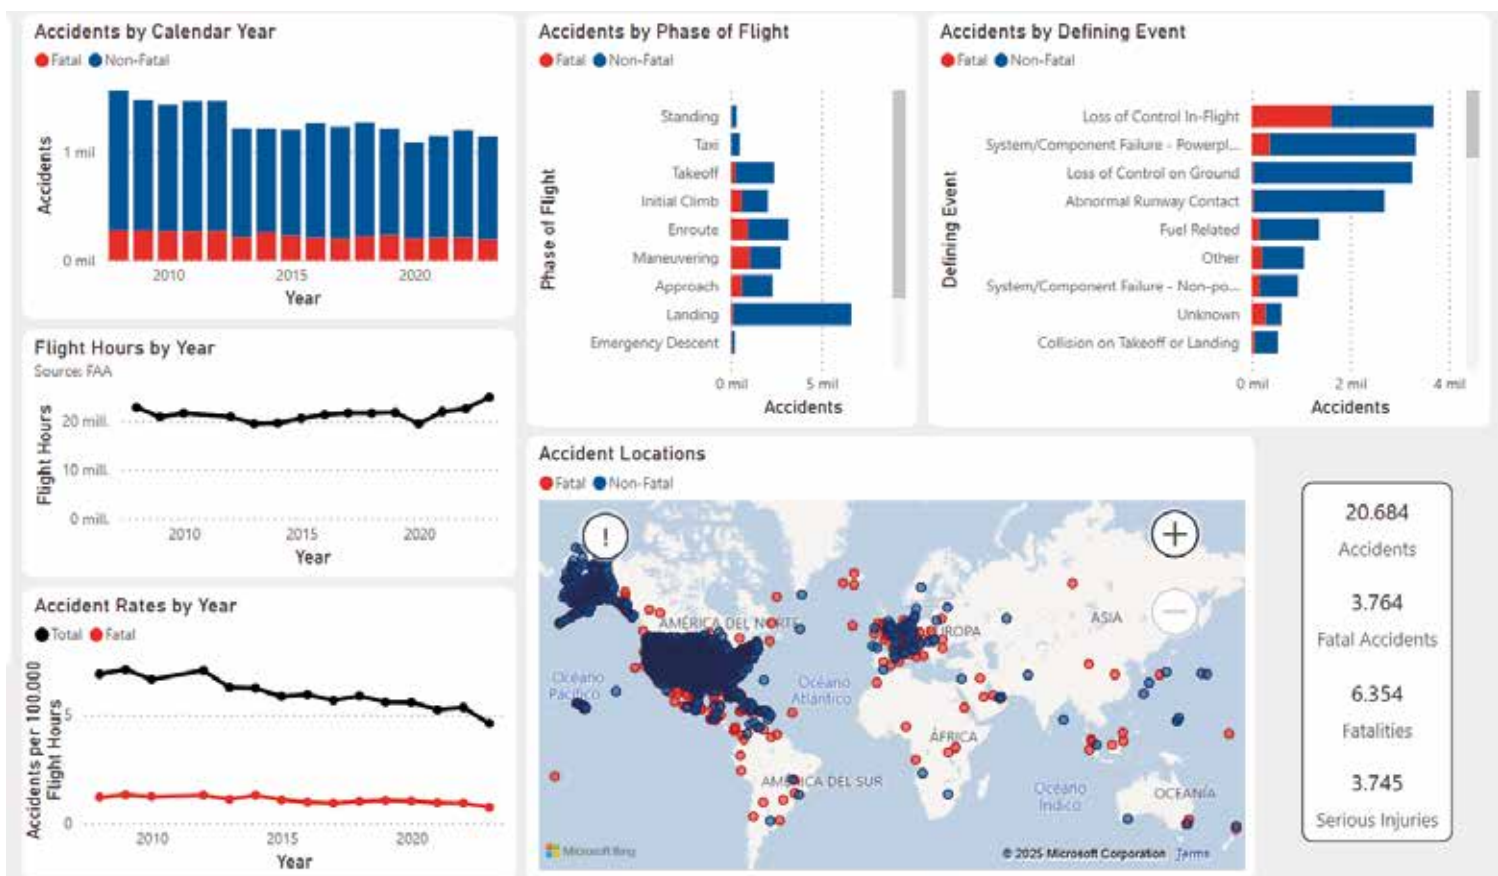 Accidents by Calendar Year
Fatal Non-Fatal
Accidents
1 mil
0 mil
2010 2015 2020
Year
Flight Hours by Year
Source: FAA
Flight Hours
20 mill.
10 mill.
0 mill.
2010 2015 2020
Year
Accident Rates by Year
Total Fatal
Accidents per 100.000
Flight Hours
5
0
2010 2015 2020
Year
Accidents by Phase of Flight
Fatal Non-Fatal
Phase of Flight
Standing
Taxi
Takeoff
Initial Climb
Enroute
Maneuvering
Approach
Landing
Emergency Descent
0 mil 5 mil
Accidents
Accidents by Defining Event
Fatal Non-Fatal
Defining Event
Loss of Control In-Flight
System/Component Failure - Powerpl...
Loss of Control on Ground
Abnormal Runway Contact
Fuel Related
Other
System/Component Failure - Non-po...
Unknown
Collision on Takeoff or Landing
0 mil 2 mil 4 mil
Accidents
Accident Locations
Fatal Non-Fatal
!
+
AMÉRICA DEL NORTE
ASIA
Océano
Pacífico
Océano
Atlántico
ÁFRICA
AMÉRICA DEL SUR
Océano
Índico
OCEANÍA
Microsoft Bing
© 2025 Microsoft Corporation Terms
20.684
Accidents
3.764
Fatal Accidents
6.354
Fatalities
3.745
Serious Injuries